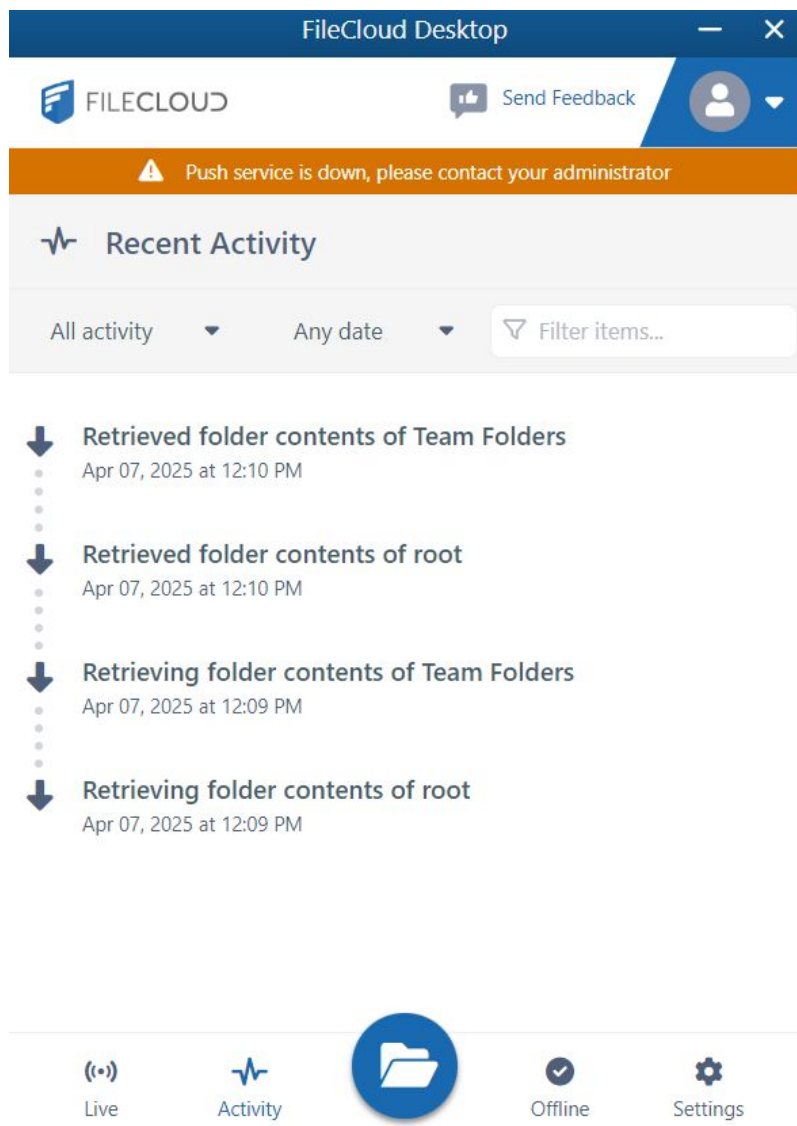 FileCloud Desktop
FILECLOUD
Send Feedback
Push service is down, please contact your administrator
Recent Activity
All activity
Any date
Filter items...
Retrieved folder contents of Team Folders
Apr 07, 2025 at 12:10 PM
Retrieved folder contents of root
Apr 07, 2025 at 12:10 PM
Retrieving folder contents of Team Folders
Apr 07, 2025 at 12:09 PM
Retrieving folder contents of root
Apr 07, 2025 at 12:09 PM
Live
Activity
Offline
Settings